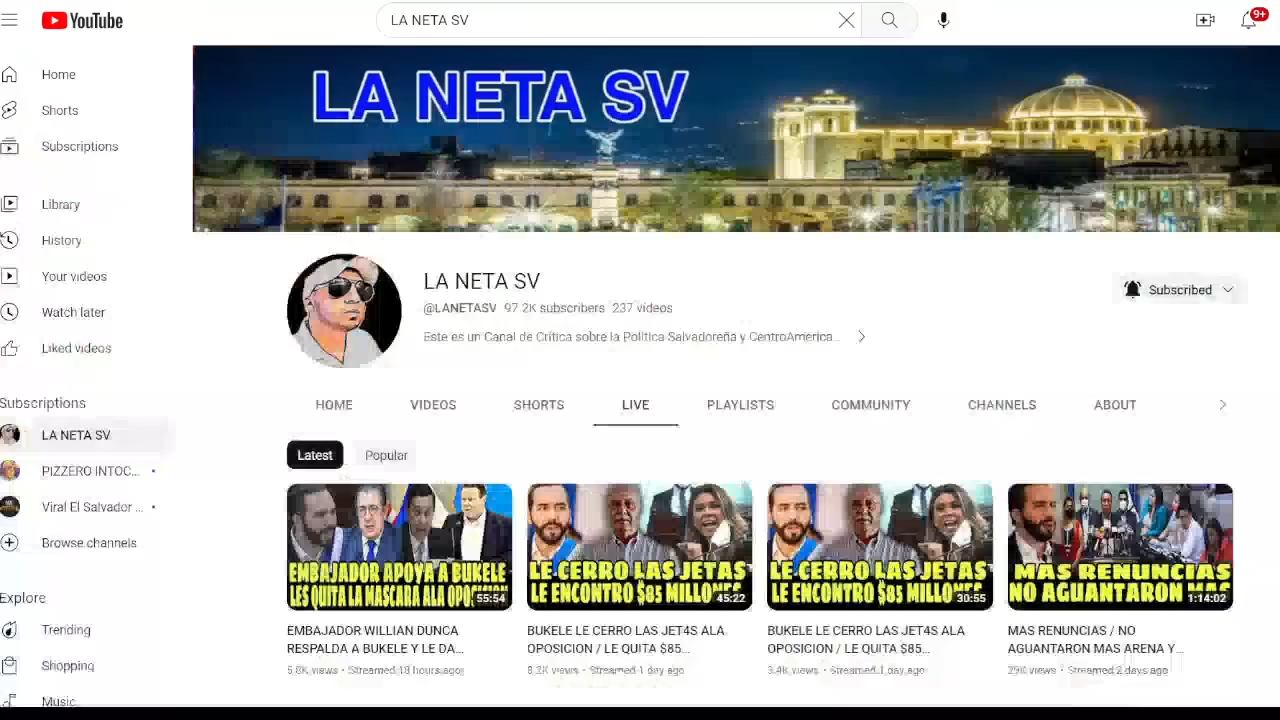 YouTube
LA NETA SV
9+
Home
Shorts
Subscriptions
Library
History
Your videos
Watch later
Liked videos
Subscriptions
LA NETA SV
PIZZERO INTOC...
Viral El Salvador ...
Browse channels
Explore
Trending
Shopping
Music
LA NETA SV
LA NETA SV
@LANETASV 97.2K subscribers 237 videos
Este es un Canal de Crítica sobre la Política Salvadoreña y CentroAmerica...
Subscribed
HOME VIDEOS SHORTS LIVE PLAYLISTS COMMUNITY CHANNELS ABOUT
Latest Popular
EMBAJADOR APOYA A BUKELE
LES QUITA LA MASCARA ALA
55:54
EMBAJADOR WILLIAN DUNCA
RESPALDA A BUKELE Y LE DA...
views • Streamed 18 hours ago
LE CERRO LAS JETAS
LE ENCONTRO $85
45:22
BUKELE LE CERRO LAS JET4S ALA
OPOSICION / LE QUITA $85...
8.2K views • Streamed 1 day ago
LE CERRO LAS JETAS
LE ENCONTRO $85
30:55
BUKELE LE CERRO LAS JET4S ALA
OPOSICION / LE QUITA $85...
3.4K views • Streamed 1 day ago
MAS RENUNCIAS
NO AGUANTARON
1:14:02
MAS RENUNCIAS / NO
AGUANTARON MAS ARENA Y...
views • Streamed 2 days ago